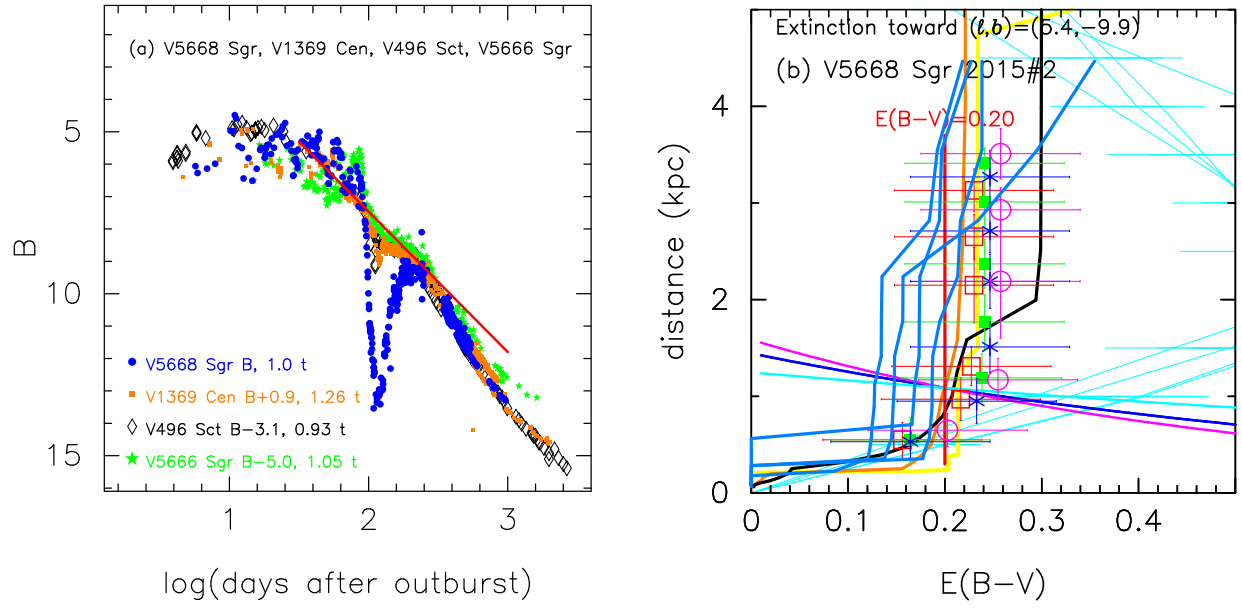 (a) V5668 Sgr, V1369 Cen, V496 Sct, V5666 Sgr
5
10
15
B
V5668 Sgr B, 1.0 t
V1369 Cen B+0.9, 1.26 t
V496 Sct B−3.1, 0.93 t
V5666 Sgr B−5.0, 1.05 t
1
2
3
log(days after outburst)
Extinction toward (ℓ,b)=(5.4,−9.9)
(b) V5668 Sgr 2015#2
E(B−V)=0.20
4
2
0
distance (kpc)
0
0.1
0.2
0.3
0.4
E(B−V)